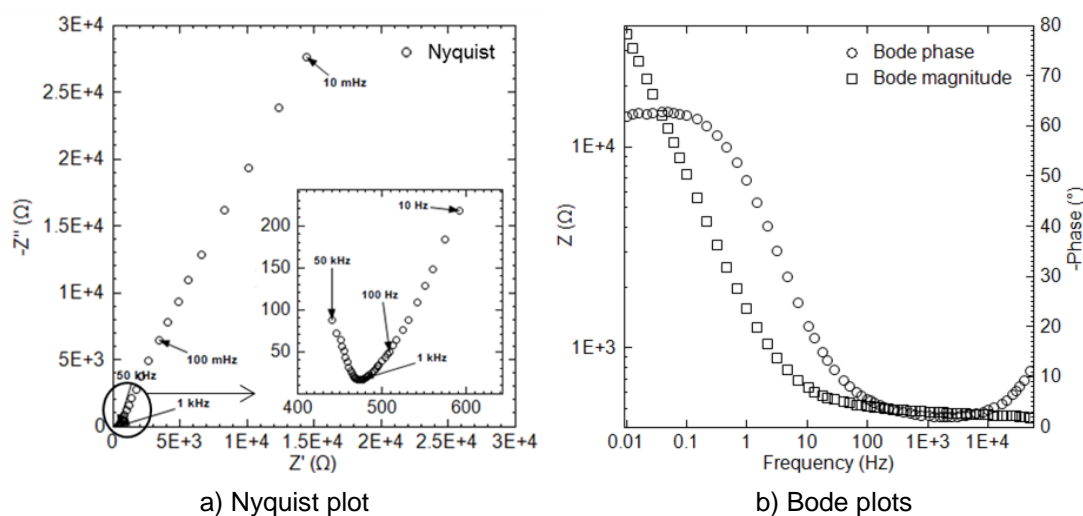 3E+4
2.5E+4
2E+4
1.5E+4
1E+4
5E+3
0
-Z'' (Ω)
Nyquist
10 mHz
100 mHz
50 kHz
1 kHz
200
150
100
50
400
500
600
10 Hz
50 kHz
100 Hz
1 kHz
0
5E+3
1E+4
1.5E+4
2E+4
2.5E+4
3E+4
Z' (Ω)
a) Nyquist plot
Bode phase
Bode magnitude
1E+4
1E+3
Z (Ω)
80
70
60
50
40
30
20
10
0
-Phase (°)
0.01
0.1
1
10
100
1E+3
1E+4
Frequency (Hz)
b) Bode plots